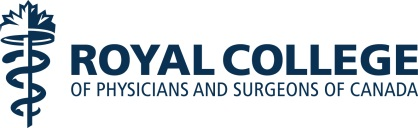 ROYAL COLLEGE
OF PHYSICIANS AND SURGEONS OF CANADA